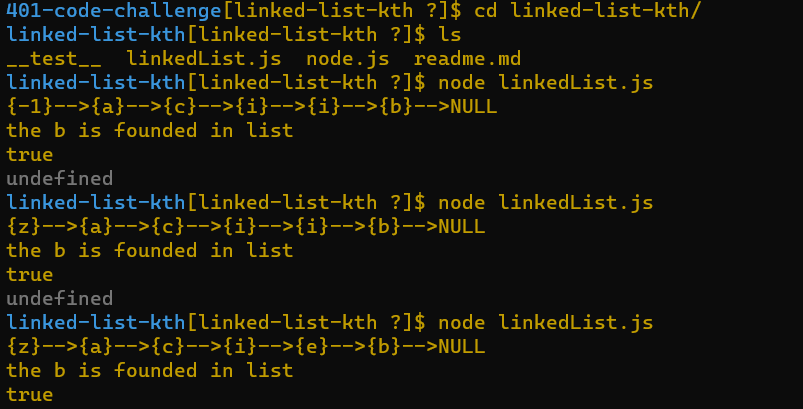 401-code-challenge[linked-list-kth ?]$ cd linked-list-kth/
linked-list-kth[linked-list-kth ?]$ ls
__test__  linkedList.js  node.js  readme.md
linked-list-kth[linked-list-kth ?]$ node linkedList.js
{-1}-->{a}-->{c}-->{i}-->{i}-->{b}-->NULL
the b is founded in list
true
undefined
linked-list-kth[linked-list-kth ?]$ node linkedList.js
{z}-->{a}-->{c}-->{i}-->{i}-->{b}-->NULL
the b is founded in list
true
undefined
linked-list-kth[linked-list-kth ?]$ node linkedList.js
{z}-->{a}-->{c}-->{i}-->{e}-->{b}-->NULL
the b is founded in list
true